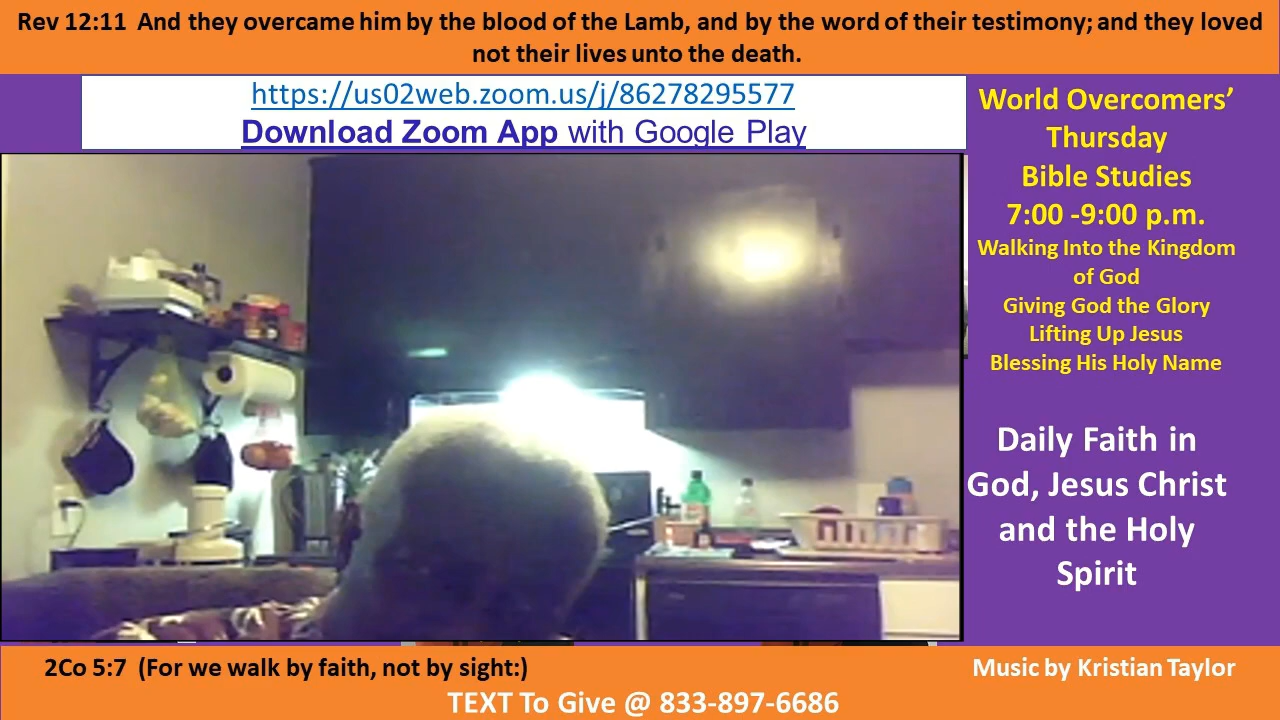 Rev 12:11  And they overcame him by the blood of the Lamb, and by the word of their testimony; and they loved
not their lives unto the death.
https://us02web.zoom.us/j/86278295577
Download Zoom App with Google Play
World Overcomers’
Thursday
Bible Studies
7:00 -9:00 p.m.
Walking Into the Kingdom
of God
Giving God the Glory
Lifting Up Jesus
Blessing His Holy Name
Daily Faith in
God, Jesus Christ
and the Holy
Spirit
2Co 5:7  (For we walk by faith, not by sight:)
Music by Kristian Taylor
TEXT To Give @ 833-897-6686